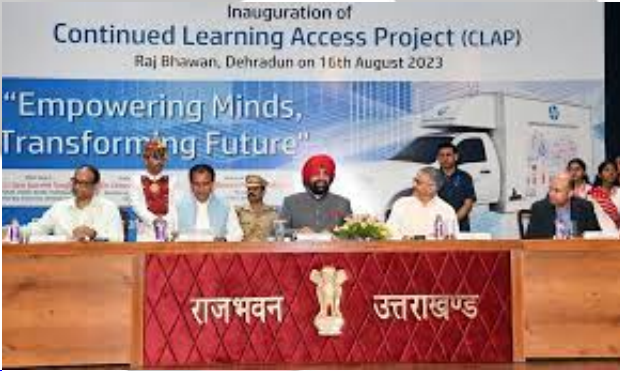 Inauguration of
Continued Learning Access Project (CLAP)
Raj Bhawan, Dehradun on 16th August 2023
“Empowering Minds,
Transforming Future”
hp
राजभवन उत्तराखण्ड